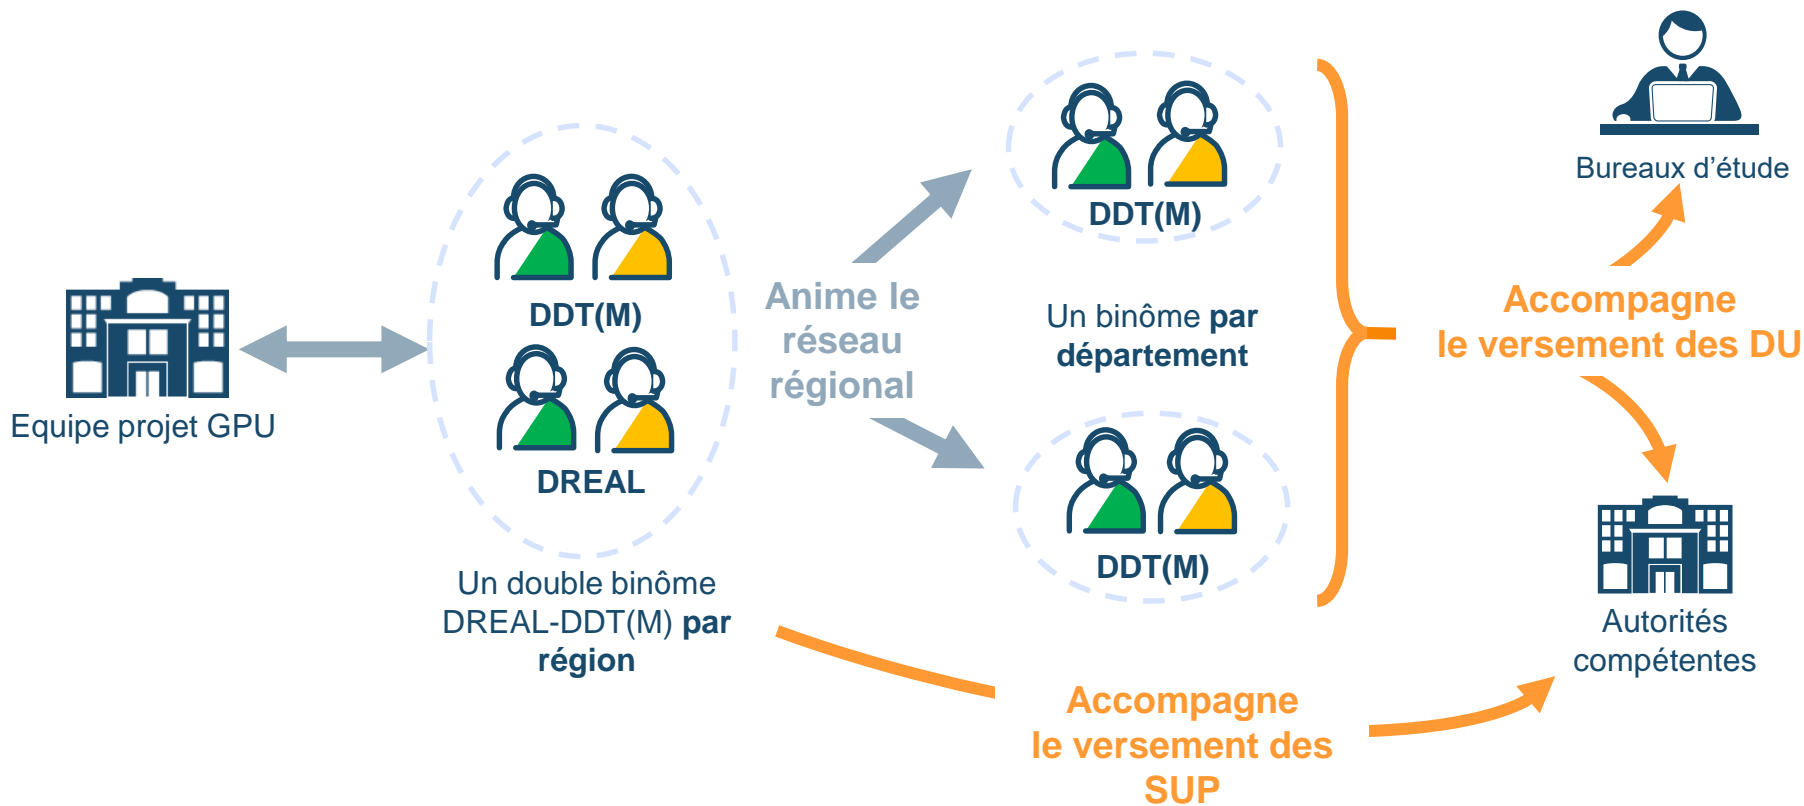 Equipe projet GPU
DDT(M)
DREAL
Un double binôme
DREAL-DDT(M) par
région
Anime le
réseau
régional
DDT(M)
Un binôme par
département
DDT(M)
Bureaux d'étude
Accompagne
le versement des DU
Autorités
compétentes
Accompagne
le versement des
SUP